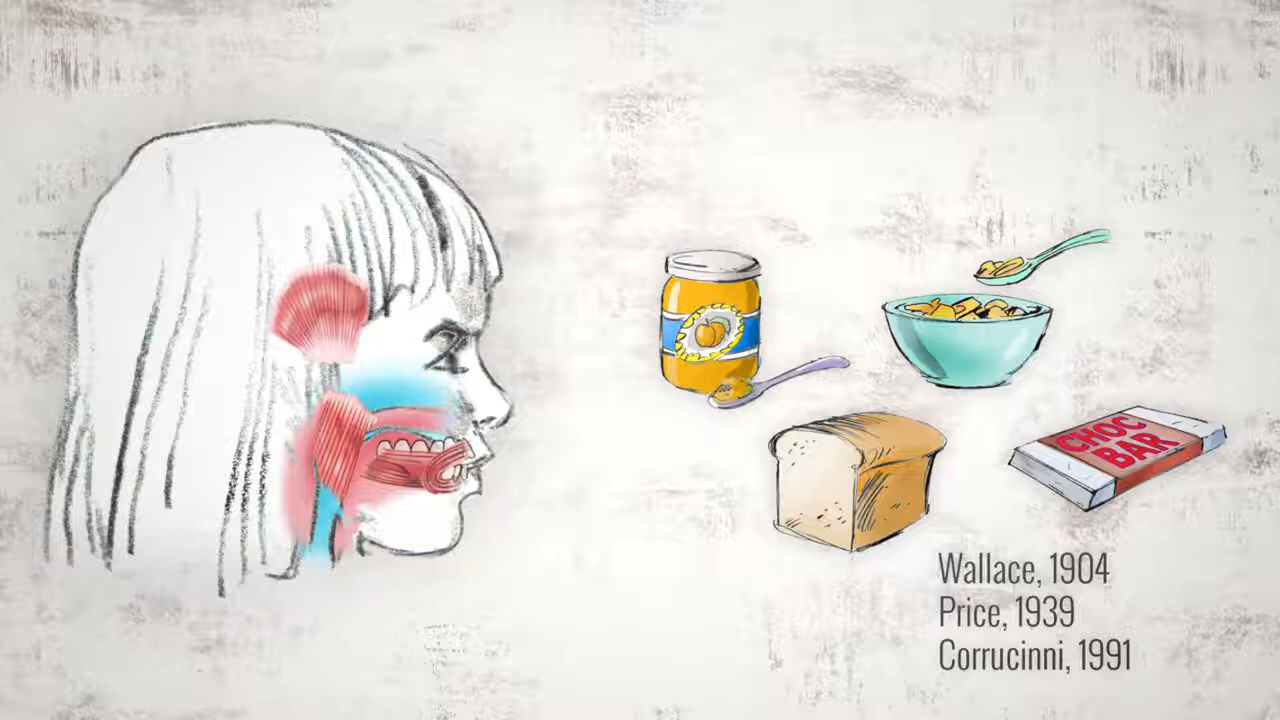 CHOC
BAR
Wallace, 1904
Price, 1939
Corrucinni, 1991